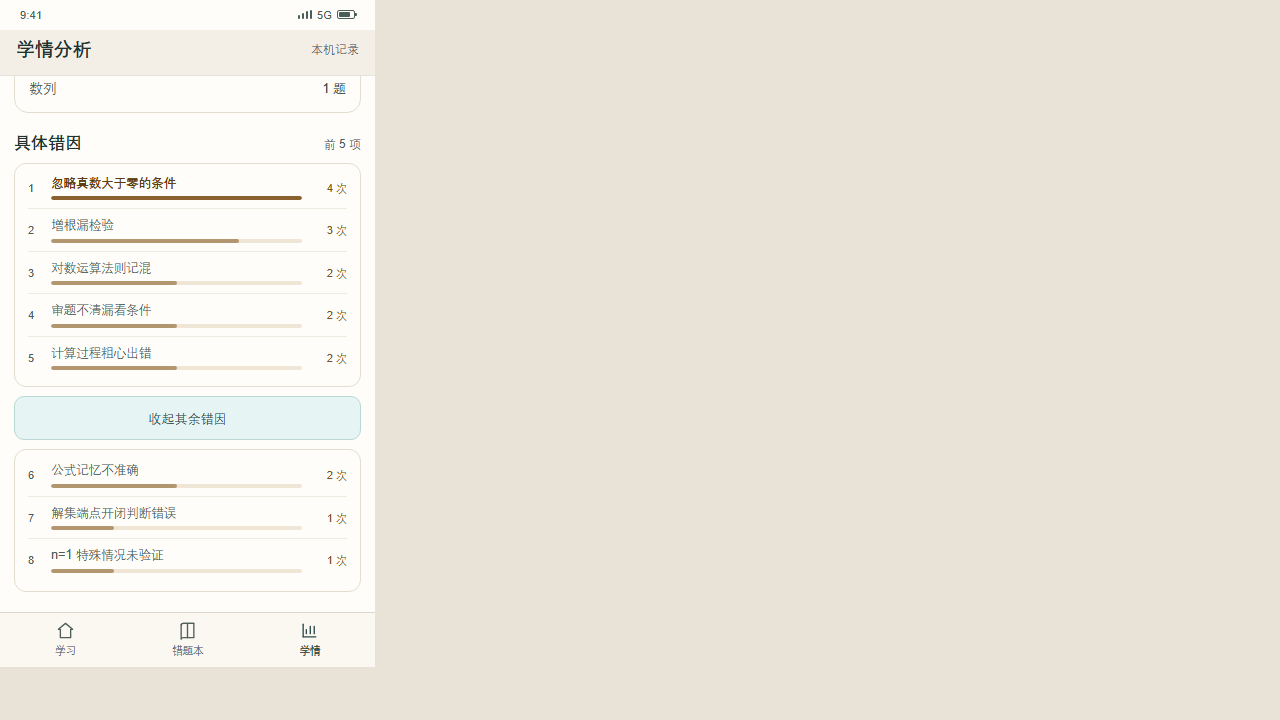 9:41
5G
学情分析
本机记录
数列
1 题
具体错因
前 5 项
1 忽略真数大于零的条件 4 次
2 增根漏检验 3 次
3 对数运算法则记混 2 次
4 审题不清漏看条件 2 次
5 计算过程粗心出错 2 次
收起其余错因
6 公式记忆不准确 2 次
7 解集端点开闭判断错误 1 次
8 n=1 特殊情况未验证 1 次
学习
错题本
学情